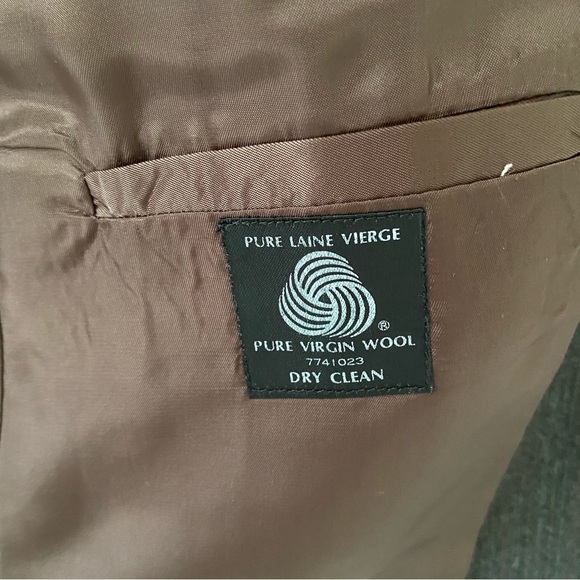 PURE LAINE VIERGE
®
PURE VIRGIN WOOL
7741023
DRY CLEAN